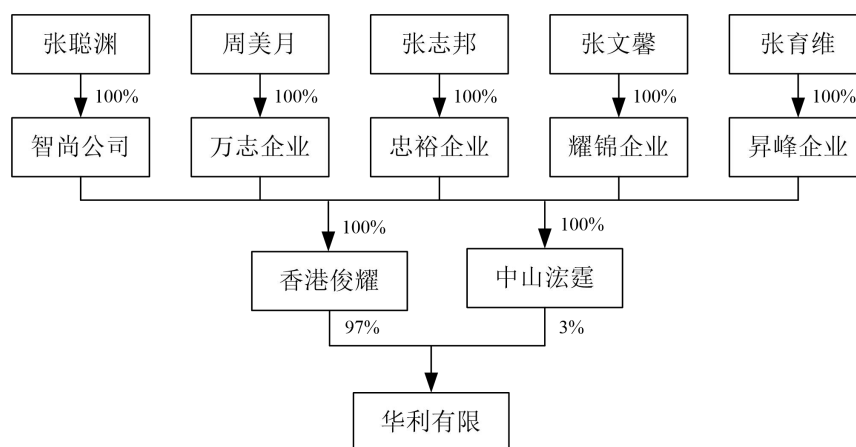 张聪渊
周美月
张志邦
张文馨
张育维
100%
100%
100%
100%
100%
智尚公司
万志企业
忠裕企业
耀锦企业
昇峰企业
100%
100%
香港俊耀
中山浤霆
97%
3%
华利有限